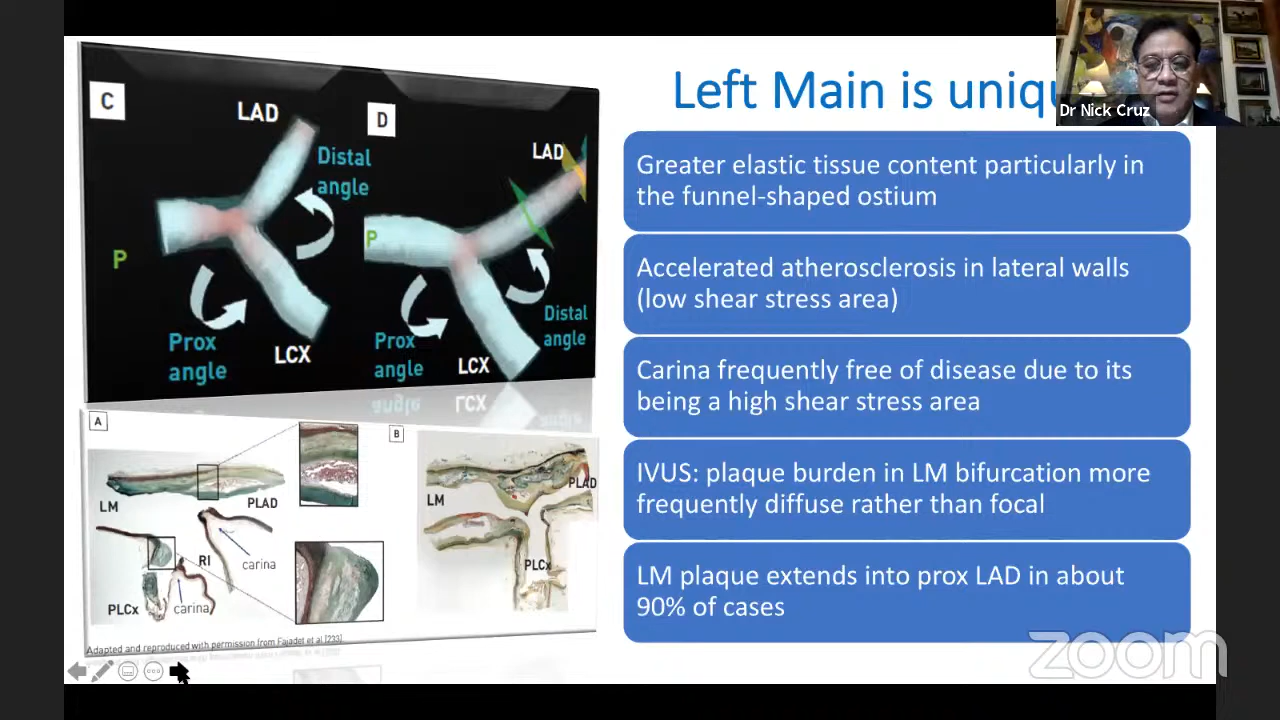 Left Main is uniqu
Dr Nick Cruz
C
LAD
Distal
angle
P
Prox
angle
LCX
D
LAD
P
Distal
angle
Prox
angle
LCX
A
LM
PLAD
RI
carina
PLCx
carina
B
LM
PLAD
PLCx
Adapted and reproduced with permission from Fajadet et al [233]
Greater elastic tissue content particularly in
the funnel-shaped ostium
Accelerated atherosclerosis in lateral walls
(low shear stress area)
Carina frequently free of disease due to its
being a high shear stress area
IVUS: plaque burden in LM bifurcation more
frequently diffuse rather than focal
LM plaque extends into prox LAD in about
90% of cases
zoom